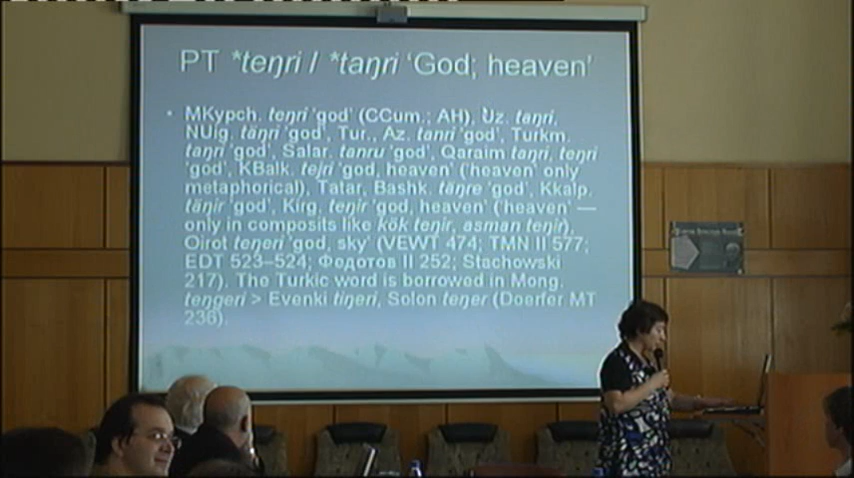 PT *teŋri / *taŋri 'God; heaven'
• MKypch. teŋri 'god' (CCum.; AH), Uz. taŋri,
NUig. täŋri 'god', Tur., Az. tanri 'god', Turkm.
taŋri 'god', Salar. tanru 'god', Qaraim taŋri, teŋri
'god', KBalk. tejri 'god, heaven' ('heaven' only
metaphorical), Tatar, Bashk. täŋre 'god', Kkalp.
täŋir 'god', Kirg. teŋir 'god, heaven' ('heaven' —
only in composits like kök teŋir, asman teŋir),
Oirot teŋeri 'god, sky' (VEWT 474; TMN II 577;
EDT 523–524; Федотов II 252; Stachowski
217). The Turkic word is borrowed in Mong.
teŋgeri > Evenki tiŋeri, Solon teŋer (Doerfer MT
236).